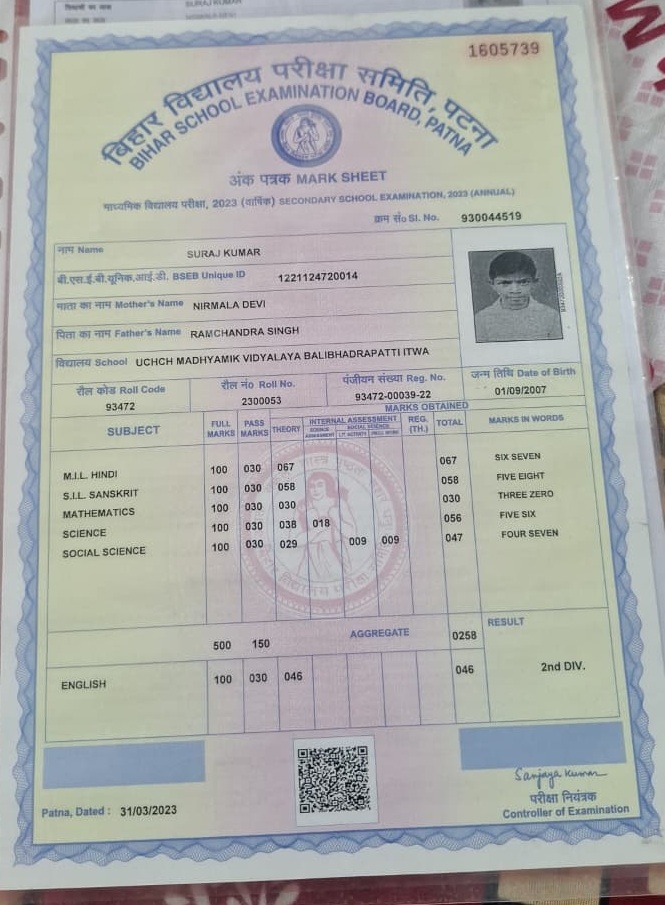 SURAJ KUMAR
1605739
बिहार विद्यालय परीक्षा समिति, पटना
BIHAR SCHOOL EXAMINATION BOARD, PATNA
अंक पत्रक MARK SHEET
माध्यमिक विद्यालय परीक्षा, 2023 (वार्षिक) SECONDARY SCHOOL EXAMINATION, 2023 (ANNUAL)
क्रम सं० Sl. No. 930044519
नाम Name SURAJ KUMAR
बी.एस.ई.बी.यूनिक.आई.डी. BSEB Unique ID 1221124720014
माता का नाम Mother's Name NIRMALA DEVI
पिता का नाम Father's Name RAMCHANDRA SINGH
विद्यालय School UCHCH MADHYAMIK VIDYALAYA BALIBHADRAPATTI ITWA
रौल कोड Roll Code रौल नं० Roll No. पंजीयन संख्या Reg. No. जन्म तिथि Date of Birth
93472 2300053 93472-00039-22 01/09/2007
MARKS OBTAINED
SUBJECT FULL MARKS PASS MARKS THEORY INTERNAL ASSESSMENT REG. (TH.) TOTAL MARKS IN WORDS
SCIENCE SOCIAL SCIENCE
M.I.L. HINDI 100 030 067 067 SIX SEVEN
S.I.L. SANSKRIT 100 030 058 058 FIVE EIGHT
MATHEMATICS 100 030 030 030 THREE ZERO
SCIENCE 100 030 038 018 056 FIVE SIX
SOCIAL SCIENCE 100 030 029 009 009 047 FOUR SEVEN
500 150 AGGREGATE 0258 RESULT
ENGLISH 100 030 046 046 2nd DIV.
Sanjaya Kumar
परीक्षा नियंत्रक
Patna, Dated : 31/03/2023 Controller of Examination